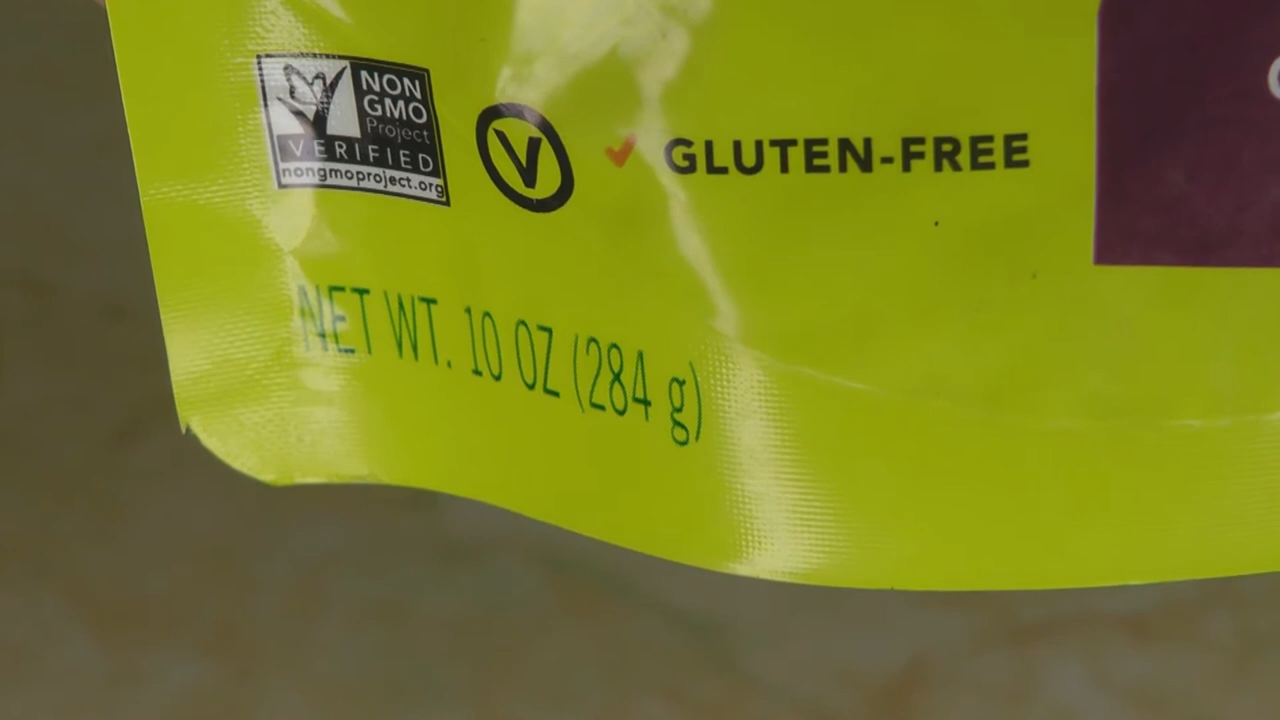 NON
GMO
Project
VERIFIED
nongmoproject.org
V
GLUTEN-FREE
NET WT. 10 OZ (284 g)